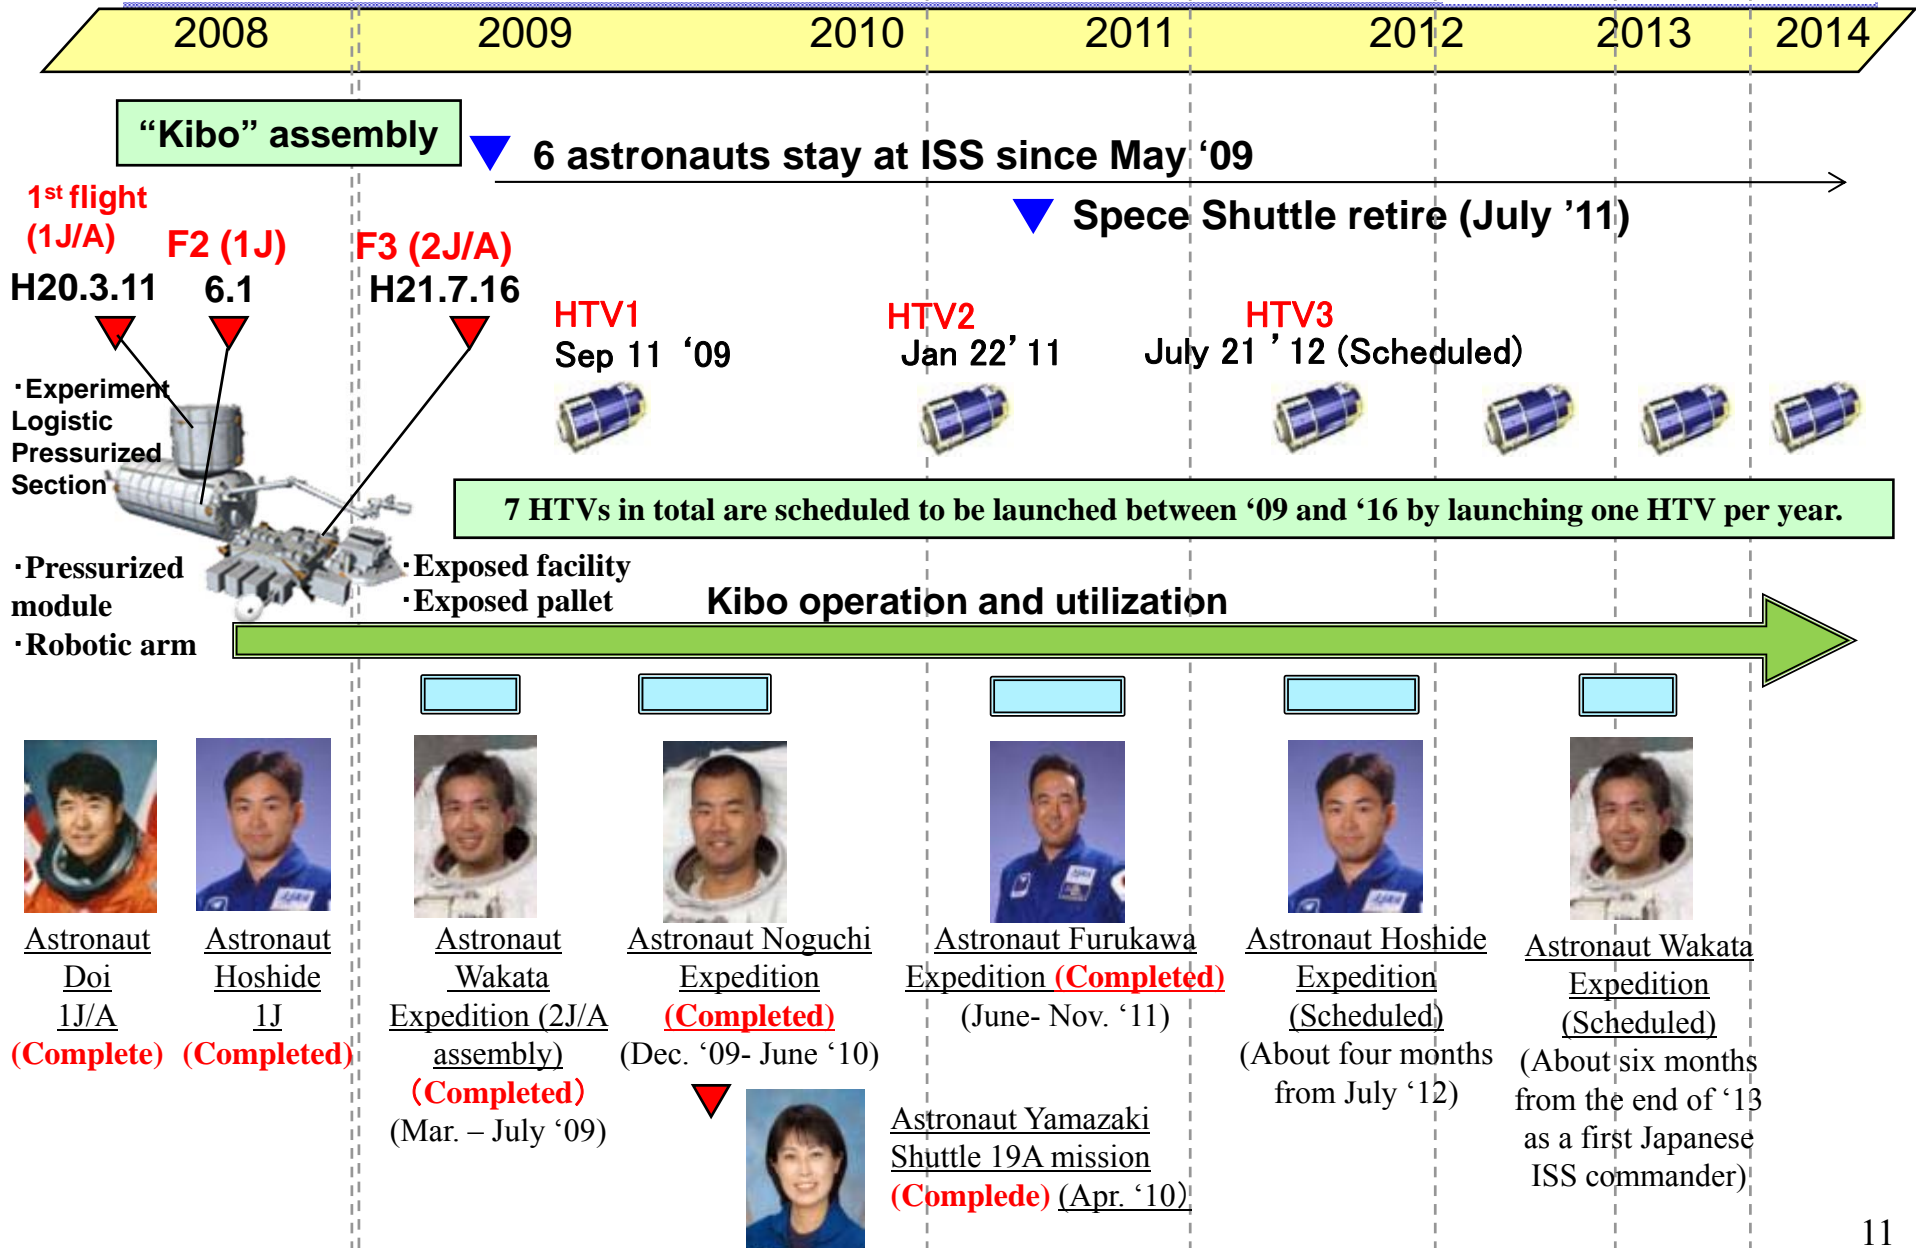 2008 2009 2010 2011 2012 2013 2014
“Kibo” assembly
6 astronauts stay at ISS since May ‘09
Spece Shuttle retire (July ’11)
1st flight
(1J/A)
H20.3.11
F2 (1J)
6.1
F3 (2J/A)
H21.7.16
HTV1
Sep 11 ‘09
HTV2
Jan 22’ 11
HTV3
July 21 ’ 12 (Scheduled)
・Experiment
Logistic
Pressurized
Section
7 HTVs in total are scheduled to be launched between ‘09 and ‘16 by launching one HTV per year.
・Pressurized
module
・Robotic arm
・Exposed facility
・Exposed pallet
Kibo operation and utilization
Astronaut
Doi
1J/A
(Complete)
Astronaut
Hoshide
1J
(Completed)
Astronaut
Wakata
Expedition (2J/A
assembly)
(Completed)
(Mar. – July ‘09)
Astronaut Noguchi
Expedition
(Completed)
(Dec. ‘09- June ‘10)
Astronaut Yamazaki
Shuttle 19A mission
(Complede) (Apr. ‘10)
Astronaut Furukawa
Expedition (Completed)
(June- Nov. ‘11)
Astronaut Hoshide
Expedition
(Scheduled)
(About four months
from July ‘12)
Astronaut Wakata
Expedition
(Scheduled)
(About six months
from the end of ‘13
as a first Japanese
ISS commander)
11